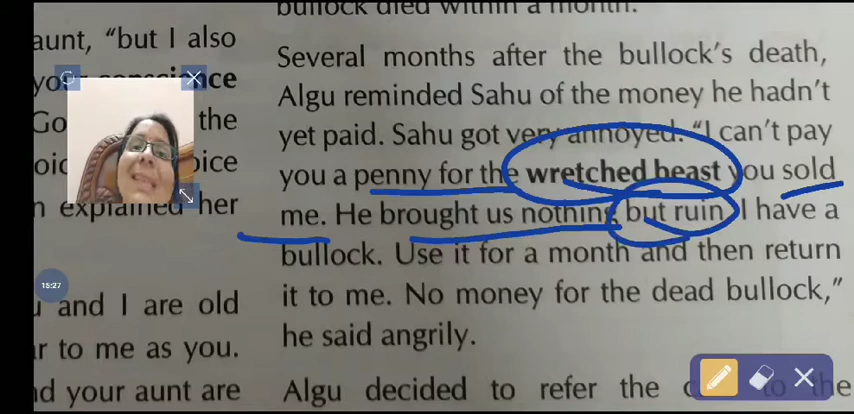 aunt, “but I also
the
explained her
and I are old
to me as you.
your aunt are
bullock died within a month.
Several months after the bullock’s death,
Algu reminded Sahu of the money he hadn’t
yet paid. Sahu got very annoyed. “I can’t pay
you a penny for the wretched beast you sold
me. He brought us nothing but ruin. I have a
bullock. Use it for a month and then return
it to me. No money for the dead bullock,”
he said angrily.
Algu decided to refer the to the
15:27